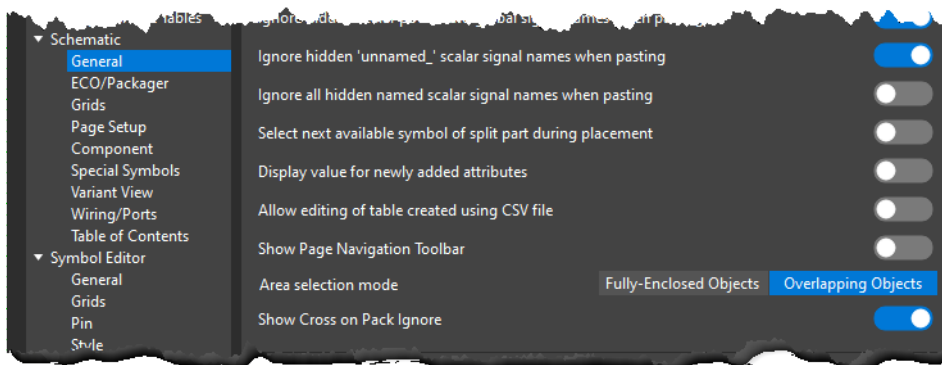 Tables
Schematic
General
ECO/Packager
Grids
Page Setup
Component
Special Symbols
Variant View
Wiring/Ports
Table of Contents
Symbol Editor
General
Grids
Pin
Style
Ignore hidden 'unnamed_' scalar signal names when pasting
Ignore all hidden named scalar signal names when pasting
Select next available symbol of split part during placement
Display value for newly added attributes
Allow editing of table created using CSV file
Show Page Navigation Toolbar
Area selection mode
Fully-Enclosed Objects
Overlapping Objects
Show Cross on Pack Ignore